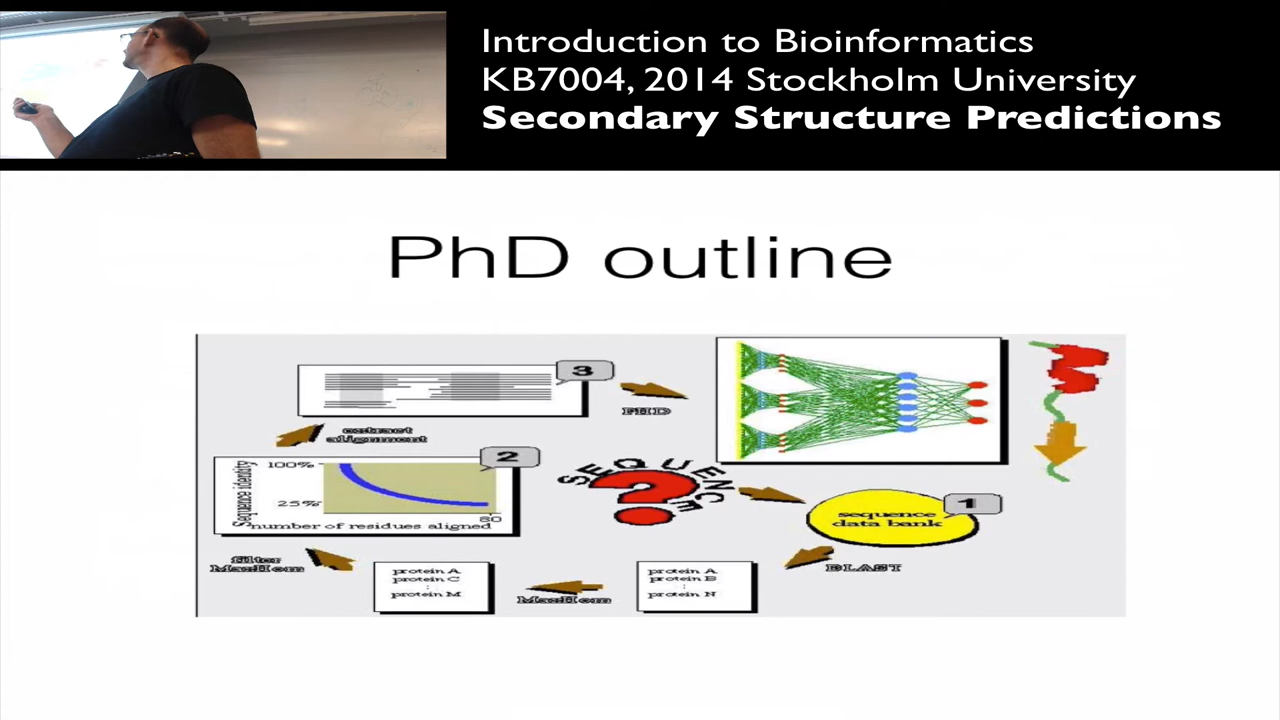 Introduction to Bioinformatics
KB7004, 2014 Stockholm University
Secondary Structure Predictions
PhD outline
3
PHD
extract
alignment
2
100%
Sequence identity
25%
80
number of residues aligned
SEQUENCE
?
1
sequence
data bank
filter
MaxHom
protein A
protein C
:
protein M
MaxHom
protein A
protein B
:
protein N
BLAST